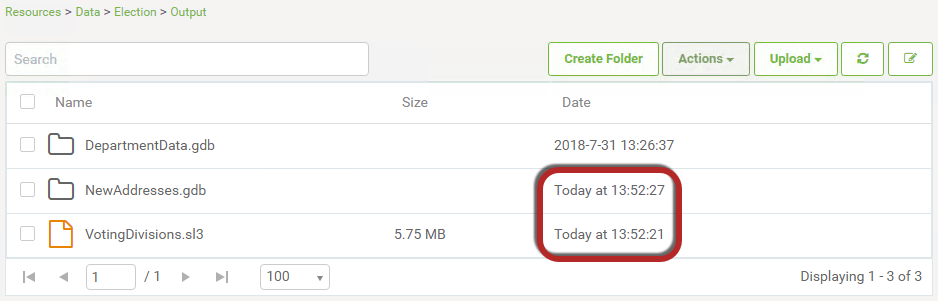 Resources > Data > Election > Output
Search Create Folder Actions Upload
Name Size Date
DepartmentData.gdb 2018-7-31 13:26:37
NewAddresses.gdb Today at 13:52:27
VotingDivisions.sl3 5.75 MB Today at 13:52:21
1 / 1 100 Displaying 1 - 3 of 3